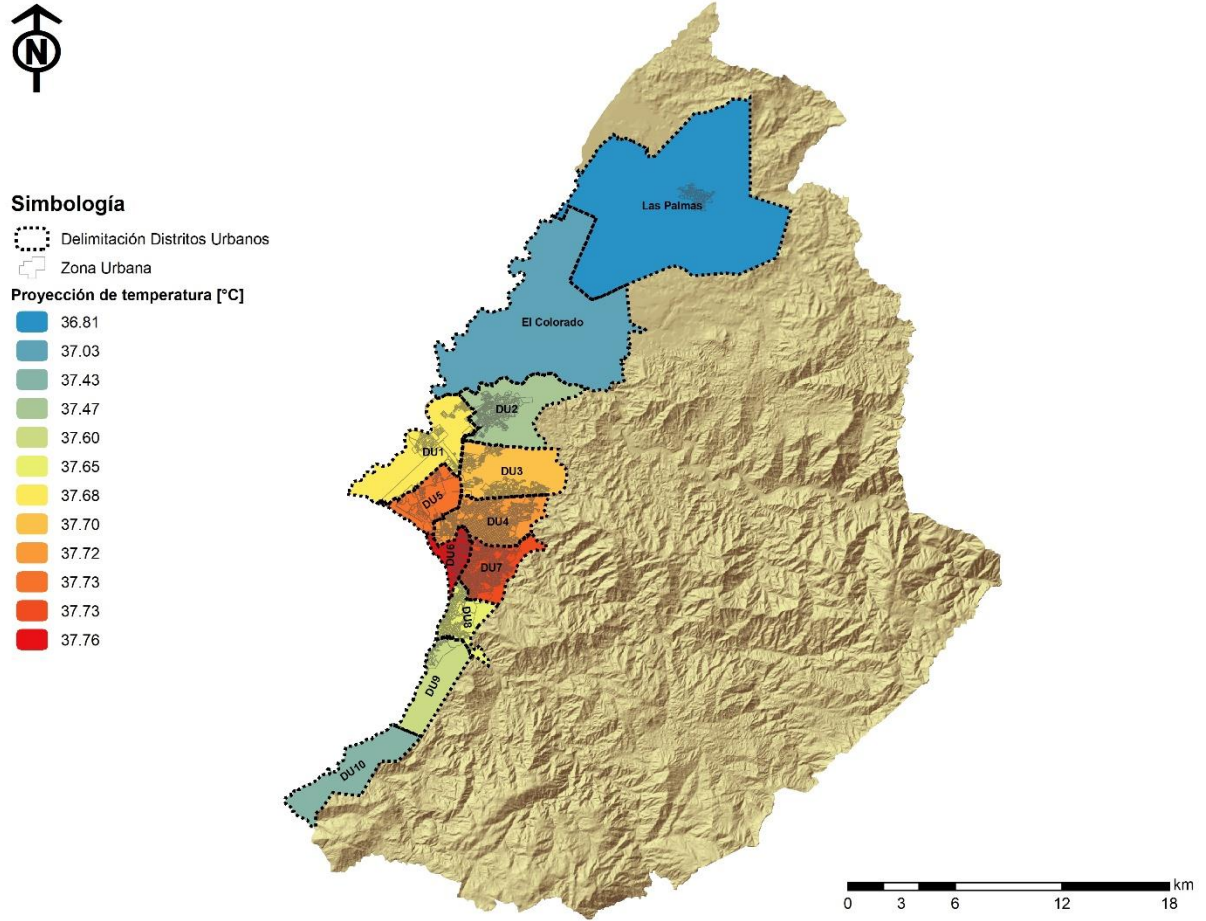 N
Simbología
Delimitación Distritos Urbanos
Zona Urbana
Proyección de temperatura [°C]
36.81
37.03
37.43
37.47
37.60
37.65
37.68
37.70
37.72
37.73
37.73
37.76
Las Palmas
El Colorado
DU2
DU1
DU3
DU5
DU4
DU6
DU7
DU8
DU9
DU10
km
0 3 6 12 18